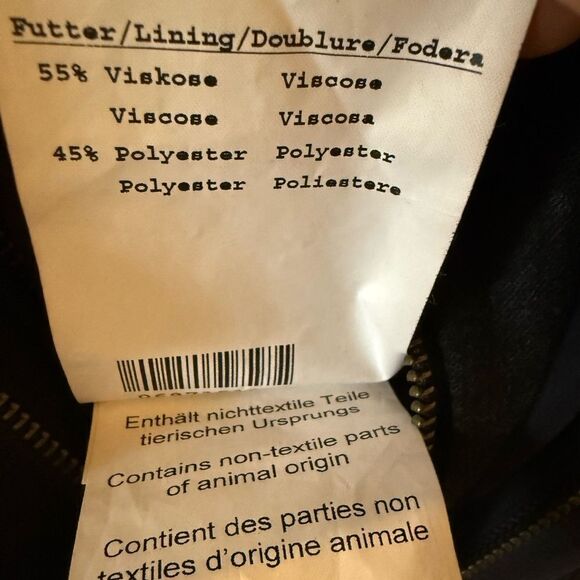 Futter/Lining/Doublure/Fodera
55% Viskose Viscose
Viscose Viscosa
45% Polyester Polyester
Polyester Poliestere
Enthält nichttextile Teile
tierischen Ursprungs
Contains non-textile parts
of animal origin
Contient des parties non
textiles d'origine animale